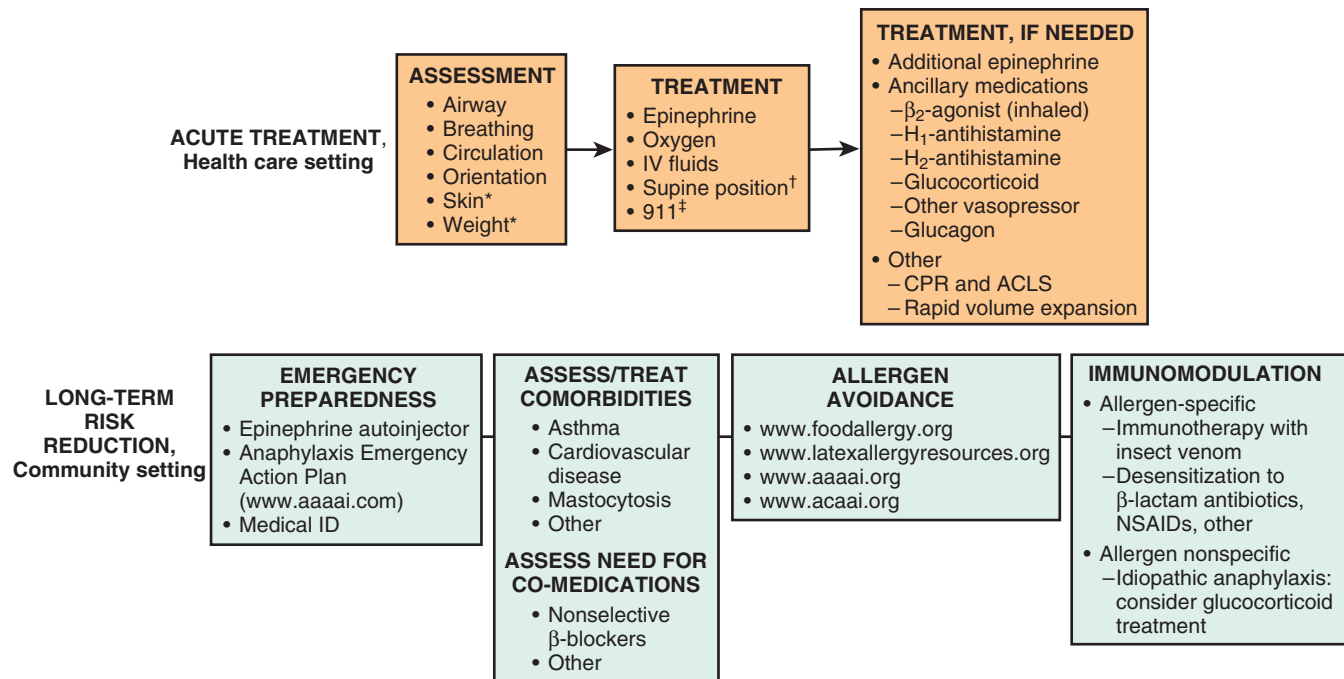 ACUTE TREATMENT,
Health care setting
ASSESSMENT
• Airway
• Breathing
• Circulation
• Orientation
• Skin*
• Weight*
TREATMENT
• Epinephrine
• Oxygen
• IV fluids
• Supine position†
• 911‡
TREATMENT, IF NEEDED
• Additional epinephrine
• Ancillary medications
–β₂-agonist (inhaled)
–H₁-antihistamine
–H₂-antihistamine
–Glucocorticoid
–Other vasopressor
–Glucagon
• Other
–CPR and ACLS
–Rapid volume expansion
LONG-TERM
RISK
REDUCTION,
Community setting
EMERGENCY
PREPAREDNESS
• Epinephrine autoinjector
• Anaphylaxis Emergency
Action Plan
(www.aaaai.com)
• Medical ID
ASSESS/TREAT
COMORBIDITIES
• Asthma
• Cardiovascular
disease
• Mastocytosis
• Other
ASSESS NEED FOR
CO-MEDICATIONS
• Nonselective
β-blockers
• Other
ALLERGEN
AVOIDANCE
• www.foodallergy.org
• www.latexallergyresources.org
• www.aaaai.org
• www.acaai.org
IMMUNOMODULATION
• Allergen-specific
–Immunotherapy with
insect venom
–Desensitization to
β-lactam antibiotics,
NSAIDs, other
• Allergen nonspecific
–Idiopathic anaphylaxis:
consider glucocorticoid
treatment